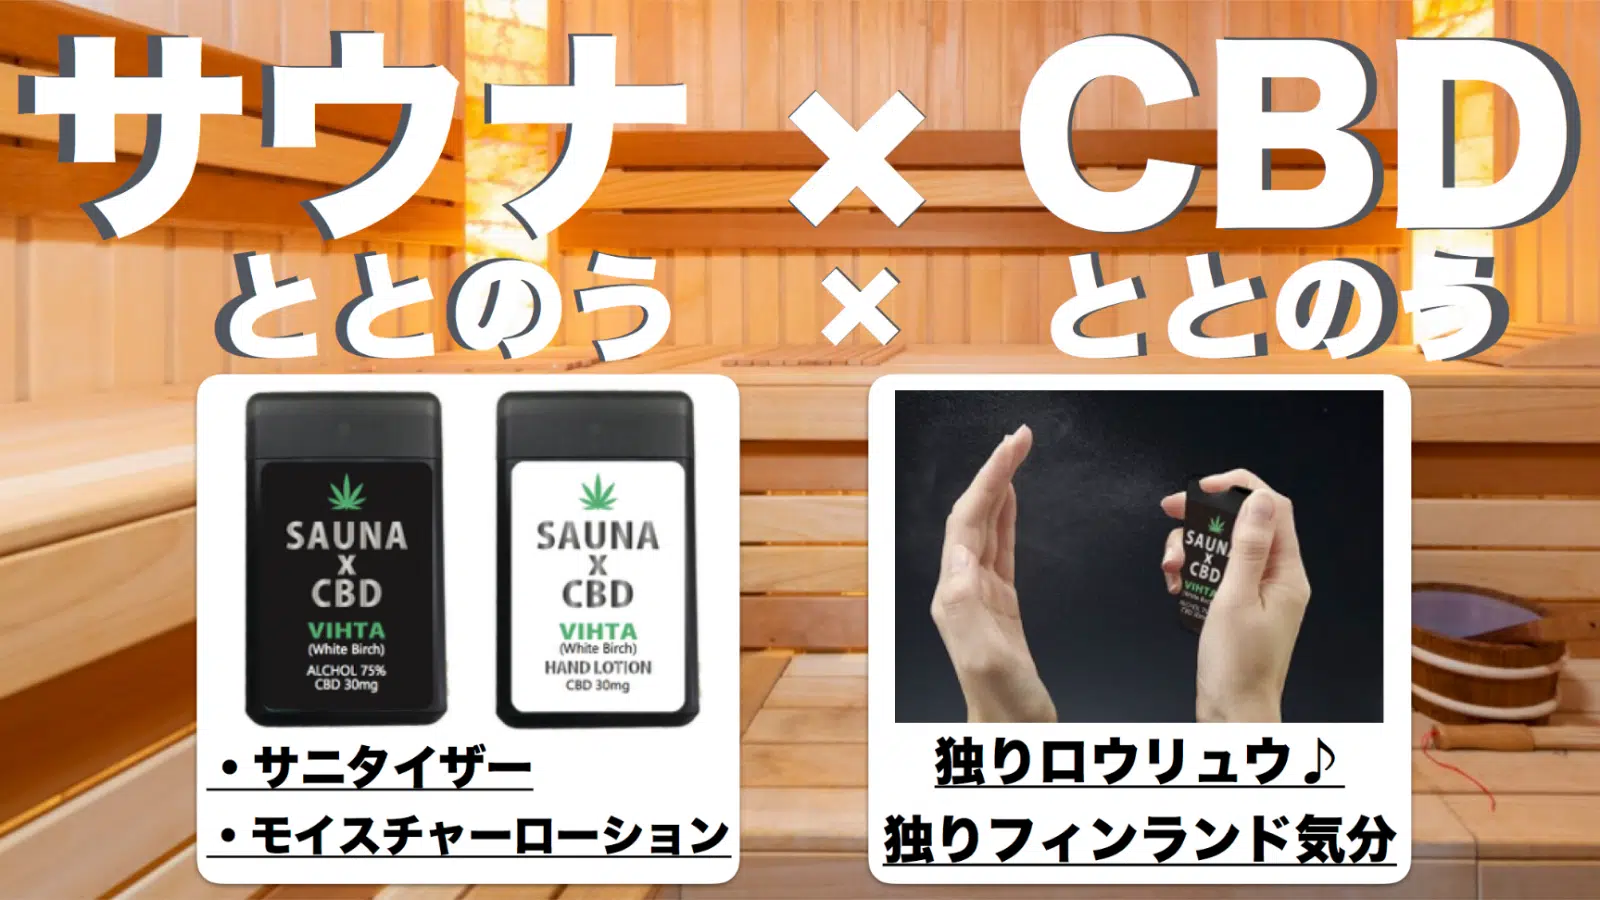 サウナ × CBD
ととのう × ととのう
SAUNA
X
CBD
VIHTA
(White Birch)
ALCHOL 75%
CBD 30mg
SAUNA
X
CBD
VIHTA
(White Birch)
HAND LOTION
CBD 30mg
・サニタイザー
・モイスチャーローション
SAUN
X
CBD
VIHTA
独りロウリュウ♪
独りフィンランド気分